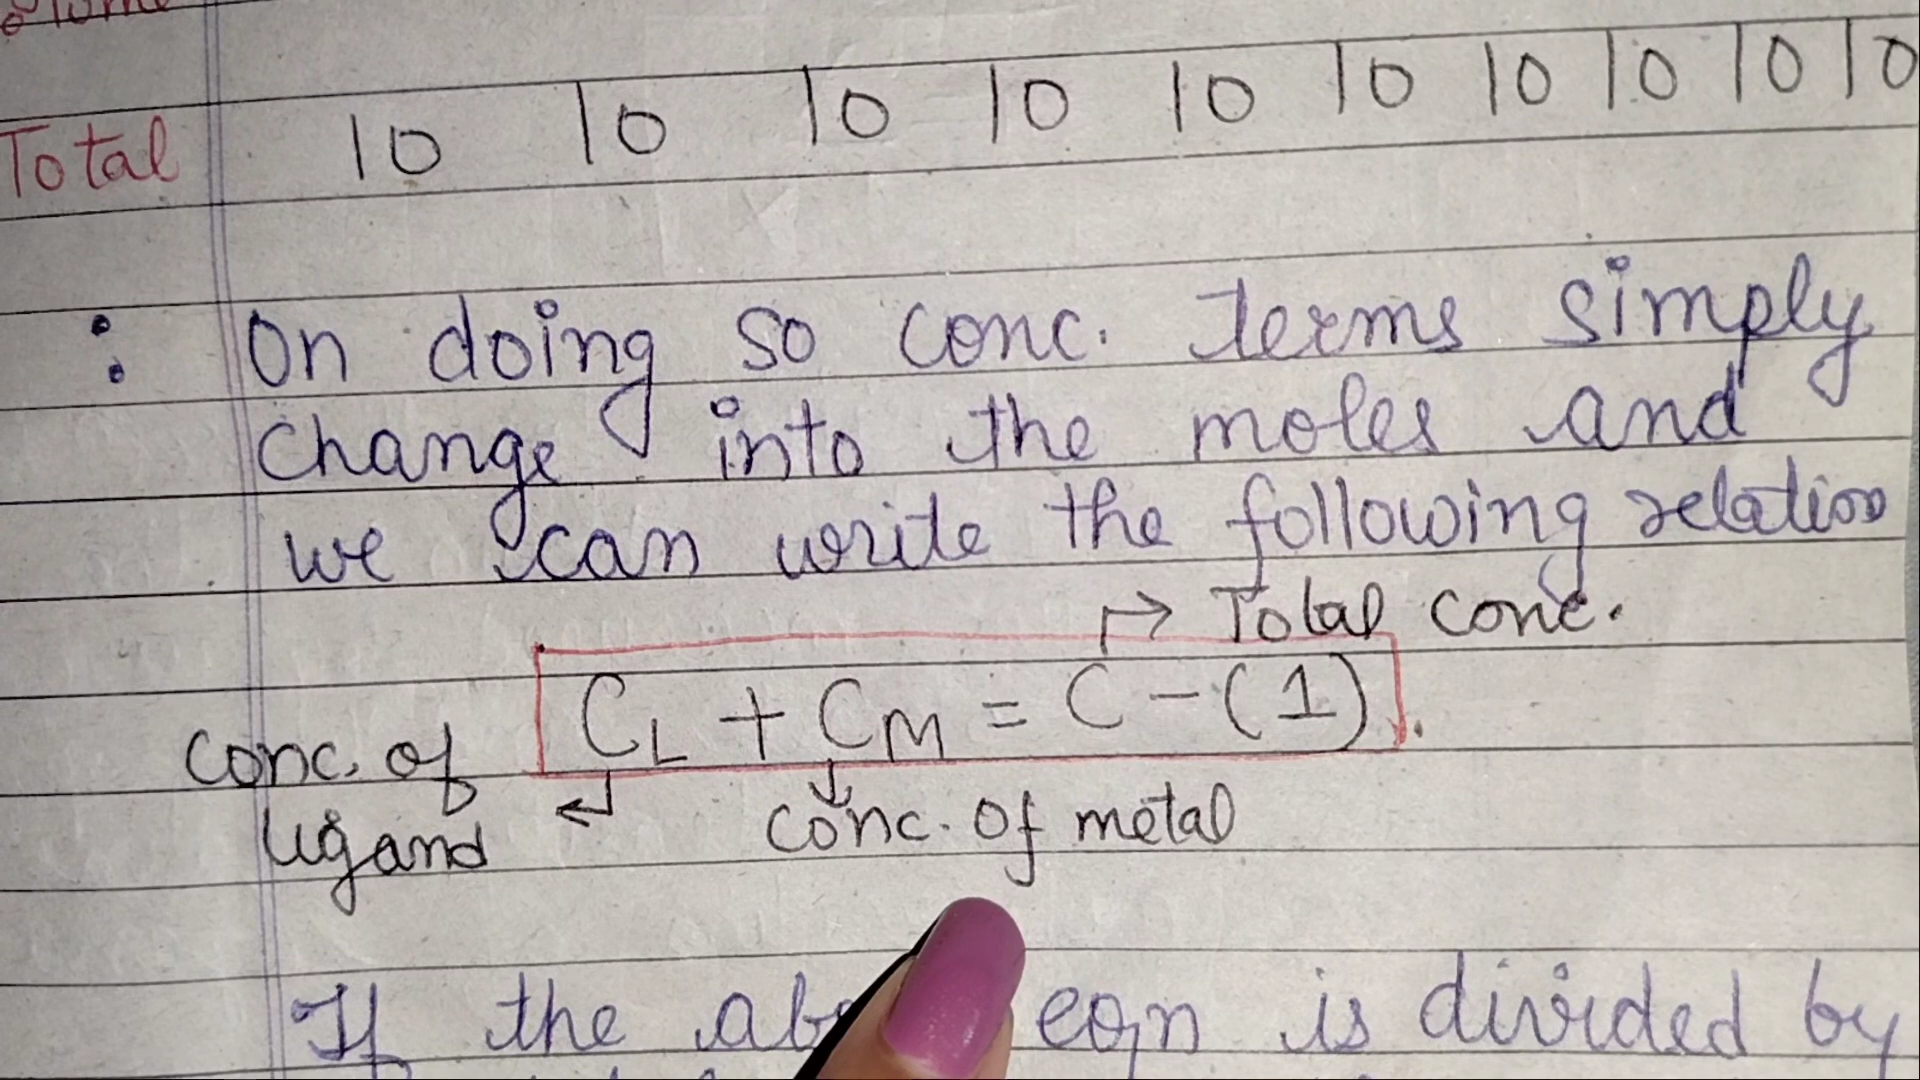 Total 10 10 10 10 10 10 10 10 10 10
: On doing so conc. terms simply
change into the moles and
we can write the following relation
→ Total conc.
CL + CM = C - (1).
conc. of
ligand
conc. of metal
If the eqn is divided by